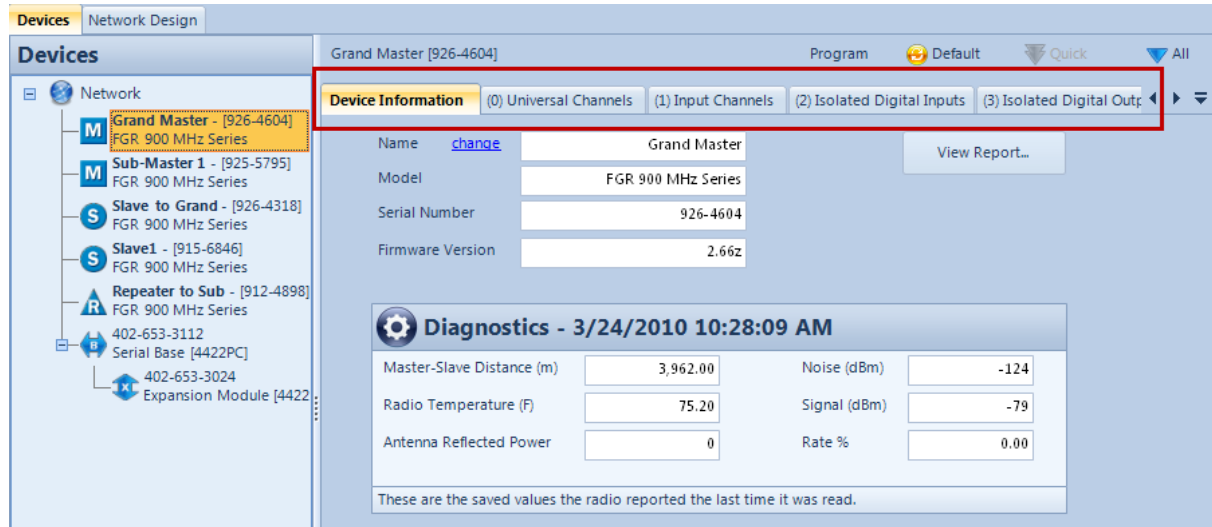 Devices Network Design
Devices
Network
M Grand Master - [926-4604]
FGR 900 MHz Series
M Sub-Master 1 - [925-5795]
FGR 900 MHz Series
S Slave to Grand - [926-4318]
FGR 900 MHz Series
S Slave1 - [915-6846]
FGR 900 MHz Series
R Repeater to Sub - [912-4898]
FGR 900 MHz Series
B 402-653-3112
Serial Base [4422PC]
X 402-653-3024
Expansion Module [4422
Grand Master [926-4604] Program Default Quick All
Device Information (0) Universal Channels (1) Input Channels (2) Isolated Digital Inputs (3) Isolated Digital Outp
Name change Grand Master View Report...
Model FGR 900 MHz Series
Serial Number 926-4604
Firmware Version 2.66z
Diagnostics - 3/24/2010 10:28:09 AM
Master-Slave Distance (m) 3,962.00 Noise (dBm) -124
Radio Temperature (F) 75.20 Signal (dBm) -79
Antenna Reflected Power 0 Rate % 0.00
These are the saved values the radio reported the last time it was read.